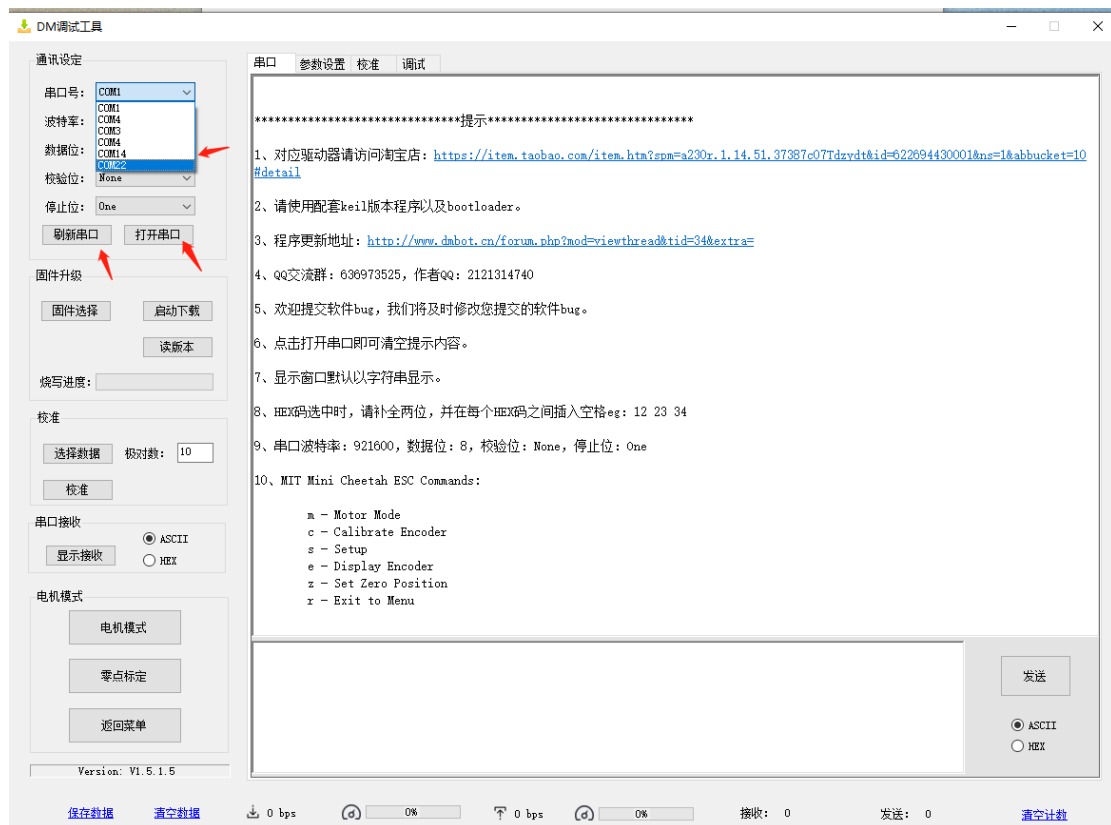 DM调试工具
通讯设定
串口号： COM1
COM1
COM4
COM3
COM4
COM14
COM22
波特率：
数据位：
校验位： None
停止位： One
刷新串口 打开串口
固件升级
固件选择 启动下载
读版本
烧写进度：
校准
选择数据 极对数： 10
校准
串口接收
显示接收
ASCII
HEX
电机模式
电机模式
零点标定
返回菜单
Version: V1.5.1.5
串口 参数设置 校准 调试
*******************************提示*******************************
1、对应驱动器请访问淘宝店：https://item.taobao.com/item.htm?spm=a230r.1.14.51.37387c07Tdzydt&id=622694430001&ns=1&abbucket=10
#detail
2、请使用配套keil版本程序以及bootloader。
3、程序更新地址：http://www.dmbot.cn/forum.php?mod=viewthread&tid=34&extra=
4、QQ交流群：636973525，作者QQ：2121314740
5、欢迎提交软件bug，我们将及时修改您提交的软件bug。
6、点击打开串口即可清空提示内容。
7、显示窗口默认以字符串显示。
8、HEX码选中时，请补全两位，并在每个HEX码之间插入空格eg：12 23 34
9、串口波特率：921600，数据位：8，校验位：None，停止位：One
10、MIT Mini Cheetah ESC Commands:
m - Motor Mode
c - Calibrate Encoder
s - Setup
e - Display Encoder
z - Set Zero Position
r - Exit to Menu
发送
ASCII
HEX
保存数据 清空数据 0 bps 0% 0 bps 0% 接收： 0 发送： 0 清空计数